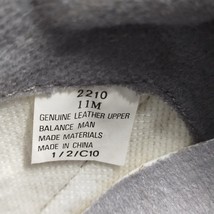 2210
11M
GENUINE LEATHER UPPER
BALANCE MAN
MADE MATERIALS
MADE IN CHINA
1/2/C10